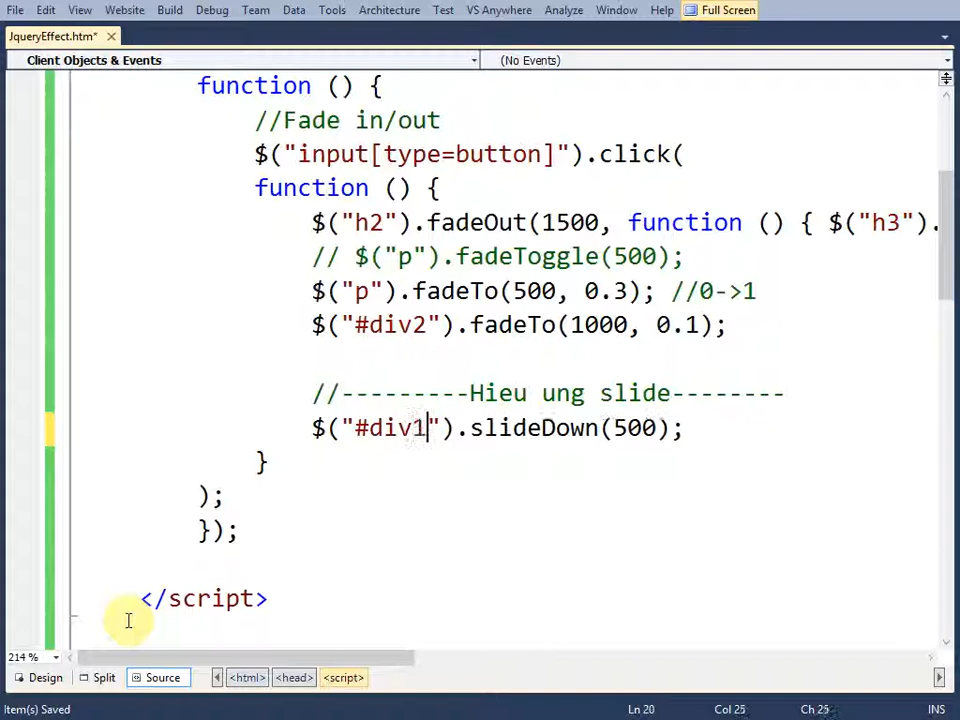 File Edit View Website Build Debug Team Data Tools Architecture Test VS Anywhere Analyze Window Help Full Screen
JqueryEffect.htm*
Client Objects & Events (No Events)
function () {
//Fade in/out
$("input[type=button]").click(
function () {
$("h2").fadeOut(1500, function () { $("h3").
// $("p").fadeToggle(500);
$("p").fadeTo(500, 0.3); //0->1
$("#div2").fadeTo(1000, 0.1);
//---------Hieu ung slide--------
$("#div1").slideDown(500);
}
);
});
</script>
214 %
Design Split Source <html> <head> <script>
Item(s) Saved Ln 20 Col 25 Ch 25 INS